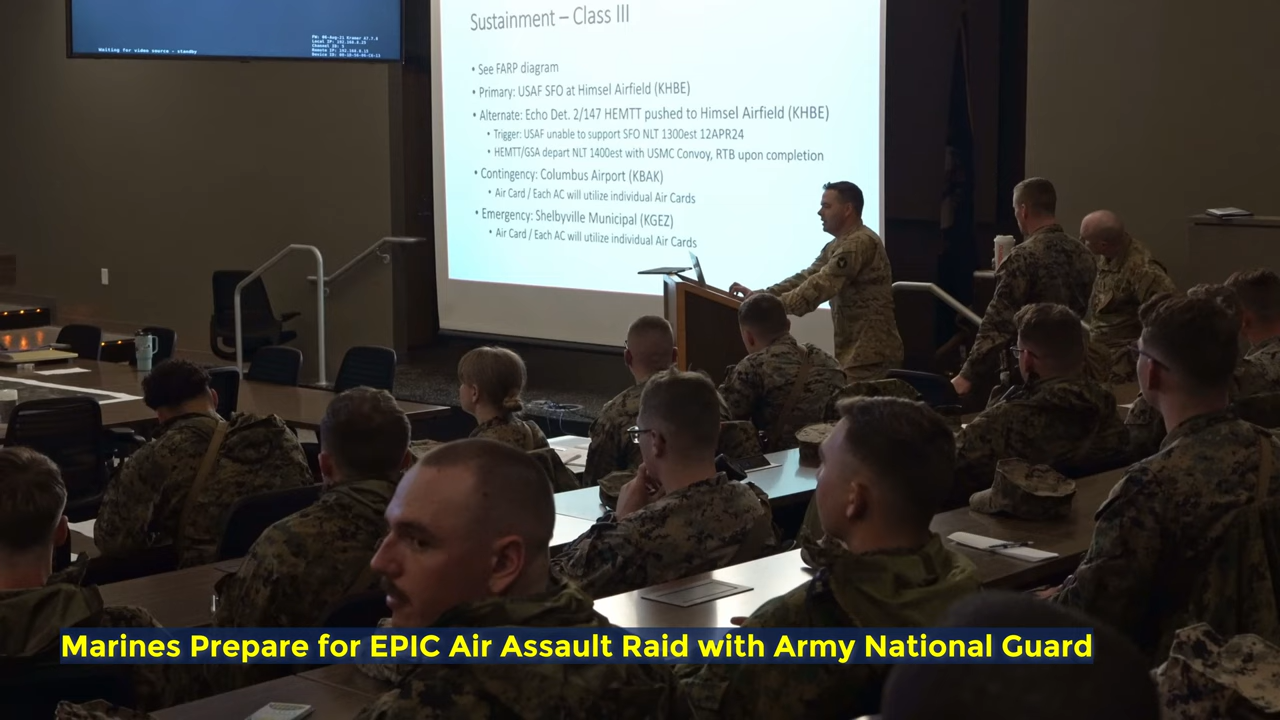 Waiting for video source - standby
Sustainment – Class III
• See FARP diagram
• Primary: USAF SFO at Himsel Airfield (KHBE)
• Alternate: Echo Det. 2/147 HEMTT pushed to Himsel Airfield (KHBE)
• Trigger: USAF unable to support SFO NLT 1300est 12APR24
• HEMTT/GSA depart NLT 1400est with USMC Convoy, RTB upon completion
• Contingency: Columbus Airport (KBAK)
• Air Card / Each AC will utilize individual Air Cards
• Emergency: Shelbyville Municipal (KGEZ)
• Air Card / Each AC will utilize individual Air Cards
Marines Prepare for EPIC Air Assault Raid with Army National Guard